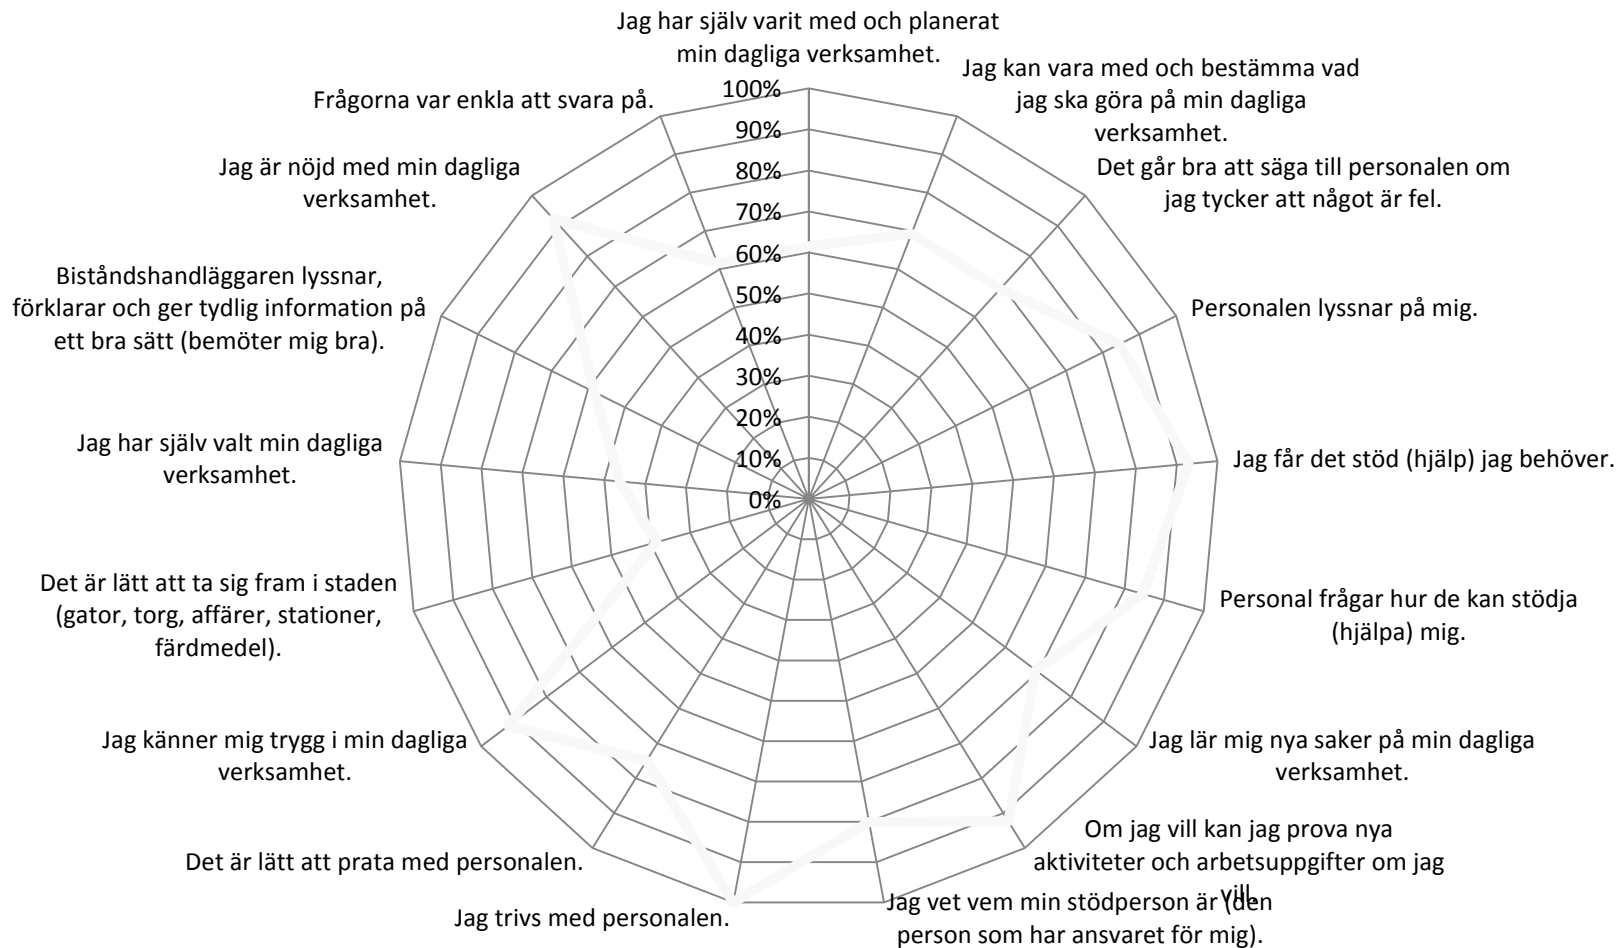 Jag har själv varit med och planerat
min dagliga verksamhet.
Jag kan vara med och bestämma vad
jag ska göra på min dagliga
verksamhet.
Det går bra att säga till personalen om
jag tycker att något är fel.
Personalen lyssnar på mig.
Jag får det stöd (hjälp) jag behöver.
Personal frågar hur de kan stödja
(hjälpa) mig.
Jag lär mig nya saker på min dagliga
verksamhet.
Om jag vill kan jag prova nya
aktiviteter och arbetsuppgifter om jag
vill.
Jag vet vem min stödperson är (den
person som har ansvaret för mig).
Jag trivs med personalen.
Det är lätt att prata med personalen.
Jag känner mig trygg i min dagliga
verksamhet.
Det är lätt att ta sig fram i staden
(gator, torg, affärer, stationer,
färdmedel).
Jag har själv valt min dagliga
verksamhet.
Biståndshandläggaren lyssnar,
förklarar och ger tydlig information på
ett bra sätt (bemöter mig bra).
Jag är nöjd med min dagliga
verksamhet.
Frågorna var enkla att svara på.
100%
90%
80%
70%
60%
50%
40%
30%
20%
10%
0%